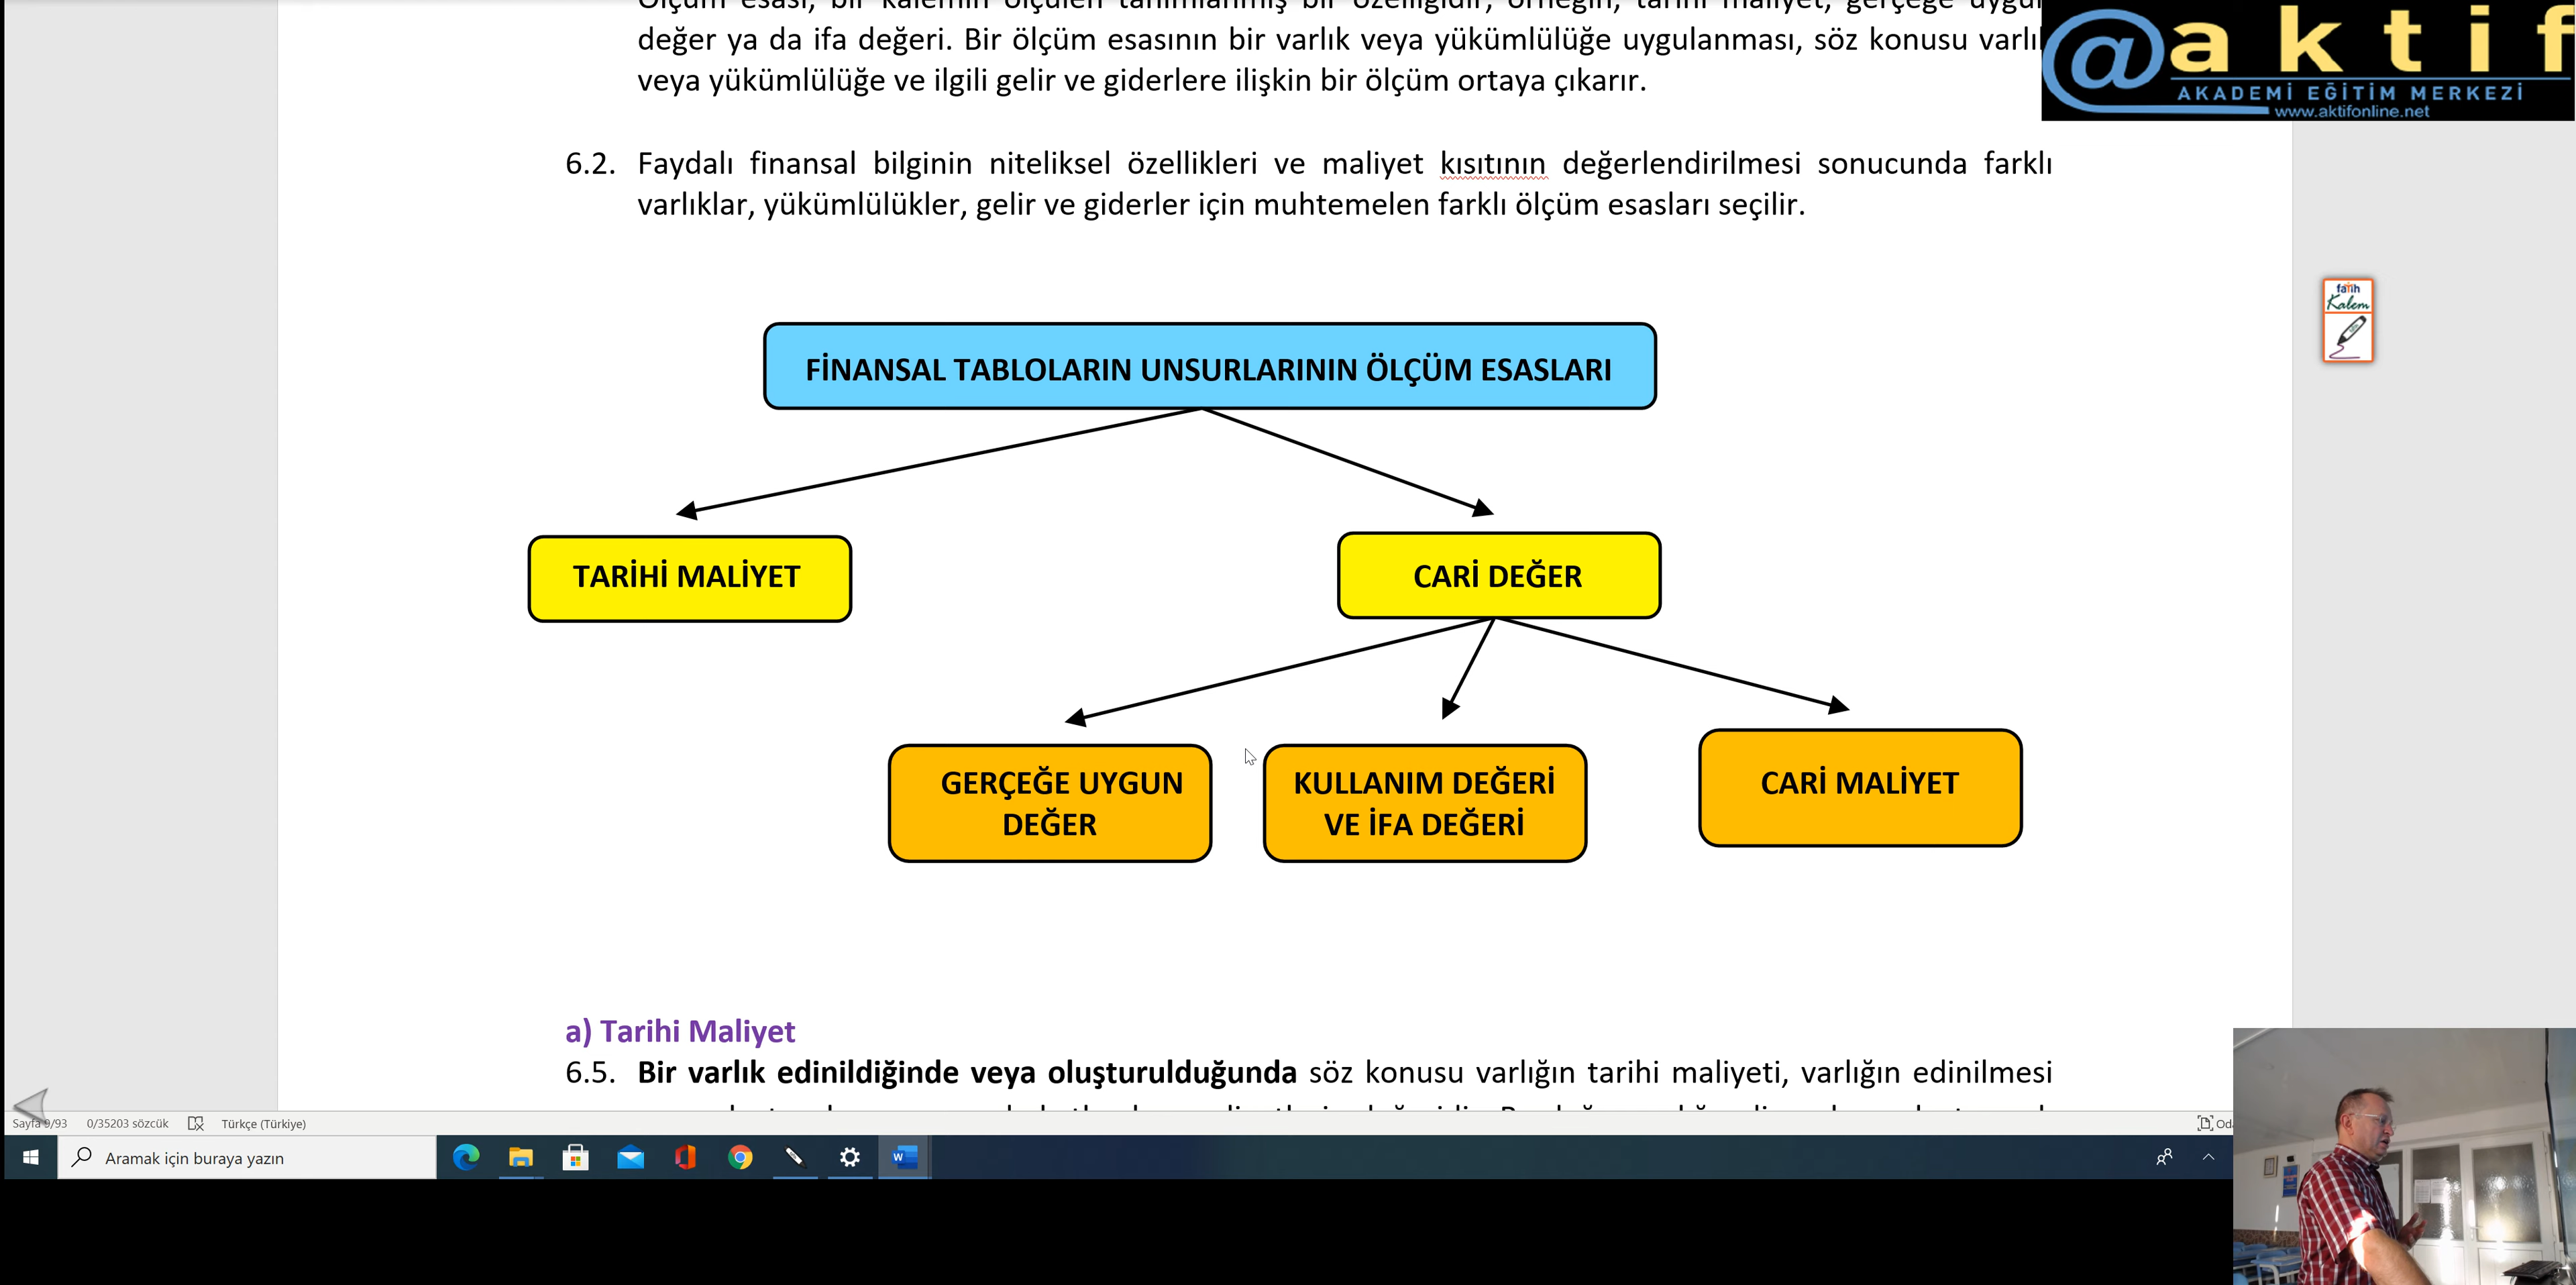 Ölçüm esası, bir kalemin ölçülen tanımlanmış bir özelliğidir; örneğin, tarihi maliyet, gerçeğe
değer ya da ifa değeri. Bir ölçüm esasının bir varlık veya yükümlülüğe uygulanması, söz konusu
veya yükümlülüğe ve ilgili gelir ve giderlere ilişkin bir ölçüm ortaya çıkarır.
@aktif
AKADEMİ EĞİTİM MERKEZİ
www.aktifonline.net
6.2. Faydalı finansal bilginin niteliksel özellikleri ve maliyet kısıtının değerlendirilmesi sonucunda farklı
varlıklar, yükümlülükler, gelir ve giderler için muhtemelen farklı ölçüm esasları seçilir.
fatih
Kalem
FİNANSAL TABLOLARIN UNSURLARININ ÖLÇÜM ESASLARI
TARİHİ MALİYET
CARİ DEĞER
GERÇEĞE UYGUN
DEĞER
KULLANIM DEĞERİ
VE İFA DEĞERİ
CARİ MALİYET
a) Tarihi Maliyet
6.5. Bir varlık edinildiğinde veya oluşturulduğunda söz konusu varlığın tarihi maliyeti, varlığın edinilmesi
Sayfa 9/93 0/35203 sözcük Türkçe (Türkiye)
Aramak için buraya yazın